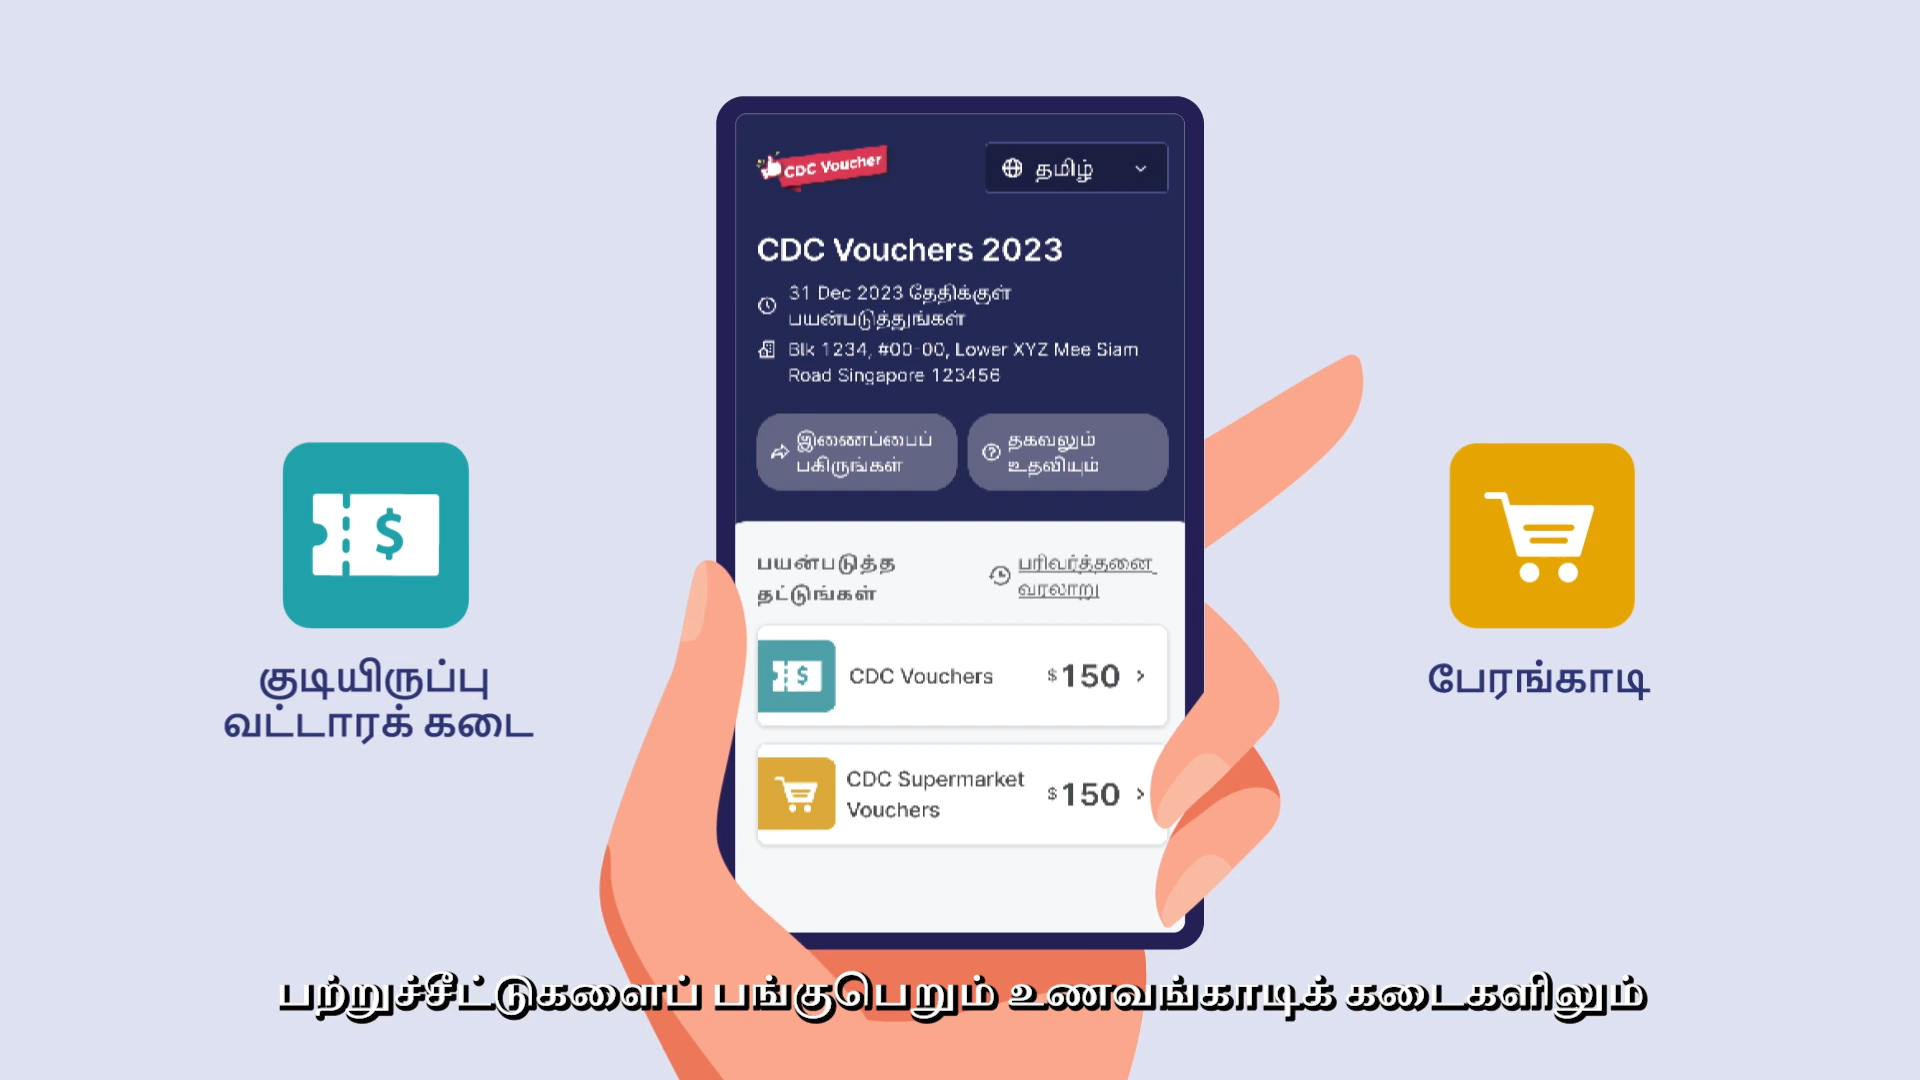 CDC Voucher
தமிழ்
CDC Vouchers 2023
31 Dec 2023 தேதிக்குள்
பயன்படுத்துங்கள்
Blk 1234, #00-00, Lower XYZ Mee Siam
Road Singapore 123456
இணைப்பைப்
பகிருங்கள்
தகவலும்
உதவியும்
பயன்படுத்த
தட்டுங்கள்
பரிவர்த்தனை
வரலாறு
$
CDC Vouchers
$150
$
CDC Supermarket
Vouchers
$150
குடியிருப்பு
வட்டாரக் கடை
பேரங்காடி
பற்றுச்சீட்டுகளைப் பங்குபெறும் உணவங்காடிக் கடைகளிலும்